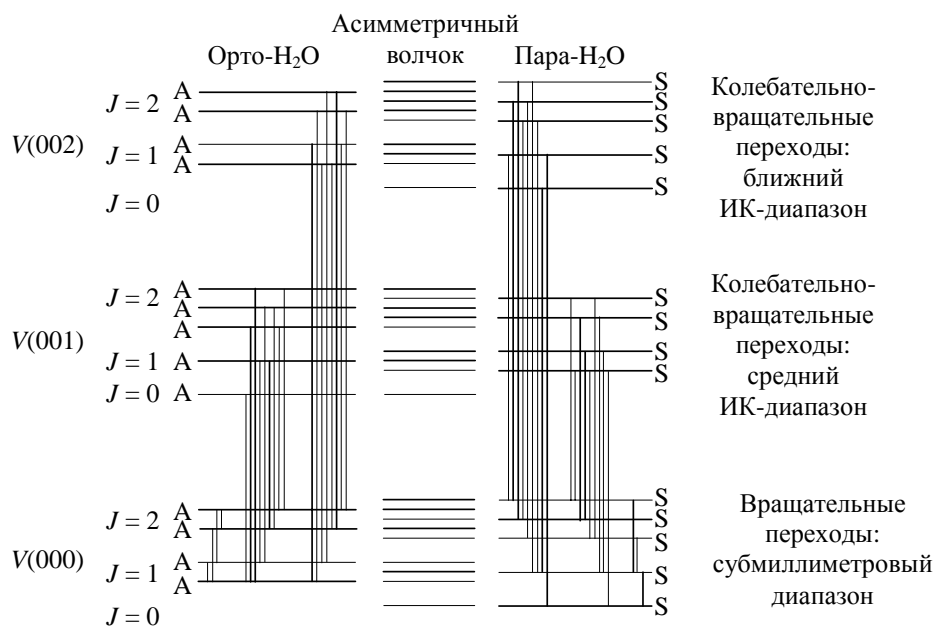 Асимметричный
волчок
Орто-H₂O
Пара-H₂O
V(002)
J = 2
J = 1
J = 0
A
A
A
A
S
S
S
S
S
Колебательно-
вращательные
переходы:
ближний
ИК-диапазон
V(001)
J = 2
J = 1
J = 0
A
A
A
A
A
S
S
S
S
Колебательно-
вращательные
переходы:
средний
ИК-диапазон
V(000)
J = 2
J = 1
J = 0
A
A
A
A
S
S
S
S
S
Вращательные
переходы:
субмиллиметровый
диапазон